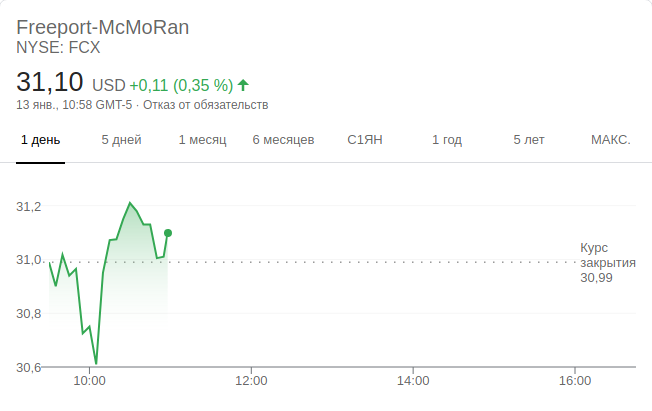 Freeport-McMoRan
NYSE: FCX
31,10 USD +0,11 (0,35 %)
13 янв., 10:58 GMT-5 · Отказ от обязательств
1 день 5 дней 1 месяц 6 месяцев С1ЯН 1 год 5 лет МАКС.
31,2
31,0
30,8
30,6
Курс
закрытия
30,99
10:00 12:00 14:00 16:00